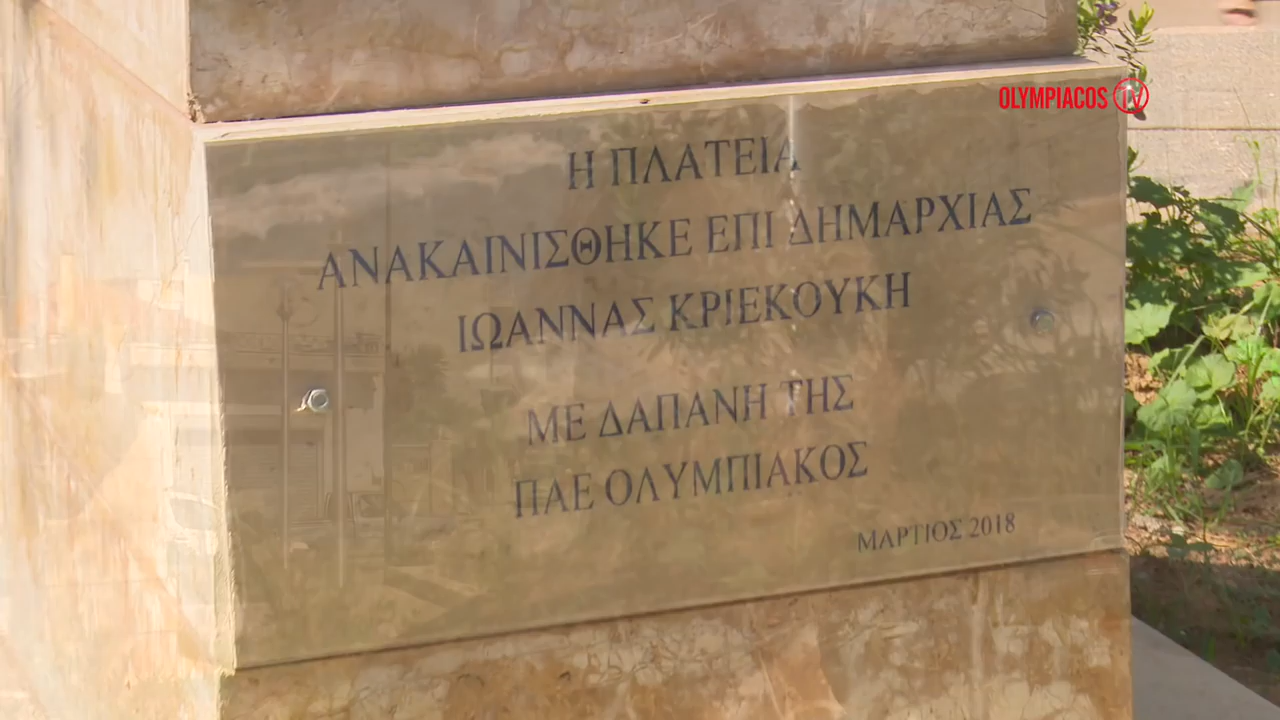 OLYMPIACOS TV
Η ΠΛΑΤΕΙΑ
ΑΝΑΚΑΙΝΙΣΘΗΚΕ ΕΠΙ ΔΗΜΑΡΧΙΑΣ
ΙΩΑΝΝΑΣ ΚΡΙΕΚΟΥΚΗ
ΜΕ ΔΑΠΑΝΗ ΤΗΣ
ΠΑΕ ΟΛΥΜΠΙΑΚΟΣ
ΜΑΡΤΙΟΣ 2018